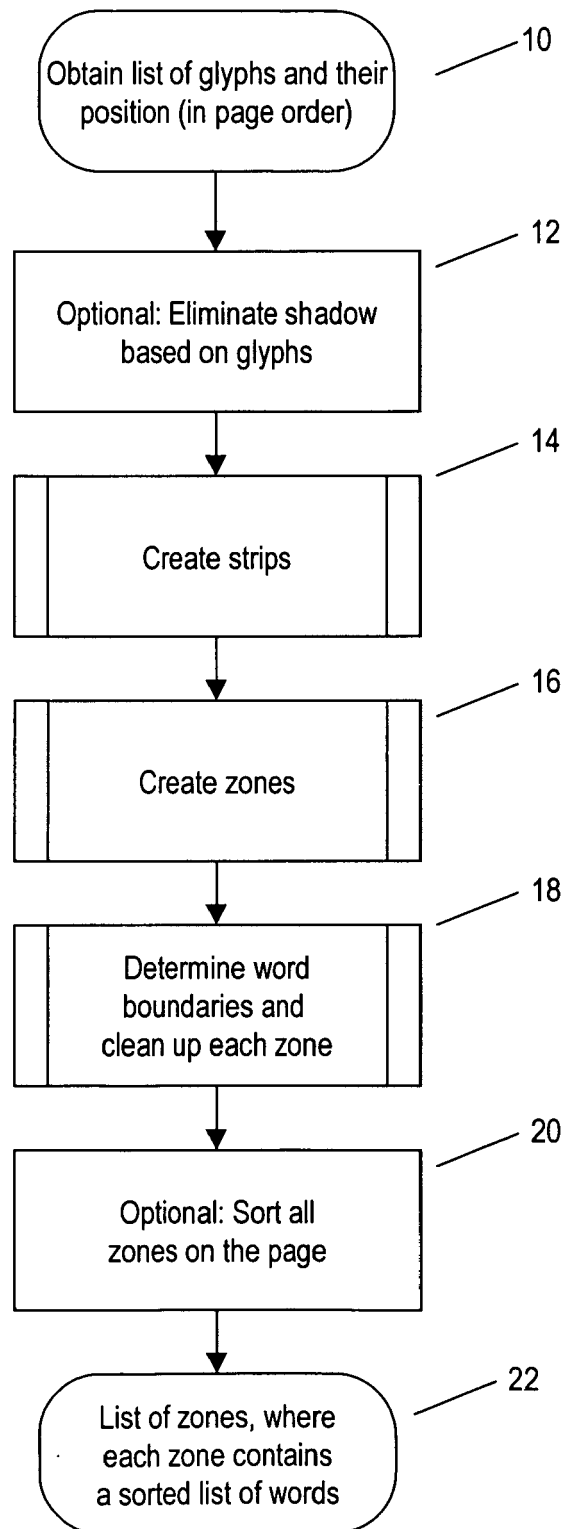 10
Obtain list of glyphs and their
position (in page order)
12
Optional: Eliminate shadow
based on glyphs
14
Create strips
16
Create zones
18
Determine word
boundaries and
clean up each zone
20
Optional: Sort all
zones on the page
22
List of zones, where
each zone contains
a sorted list of words